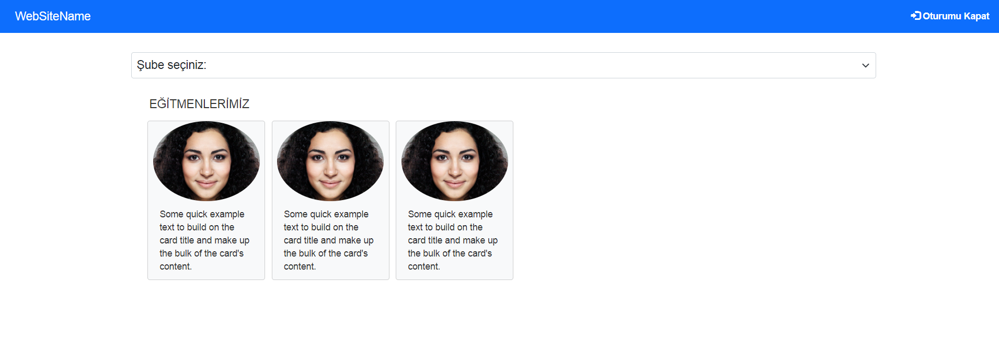 WebSiteName
Oturumu Kapat
Şube seçiniz:
EĞİTMENLERİMİZ
Some quick example
text to build on the
card title and make up
the bulk of the card's
content.
Some quick example
text to build on the
card title and make up
the bulk of the card's
content.
Some quick example
text to build on the
card title and make up
the bulk of the card's
content.